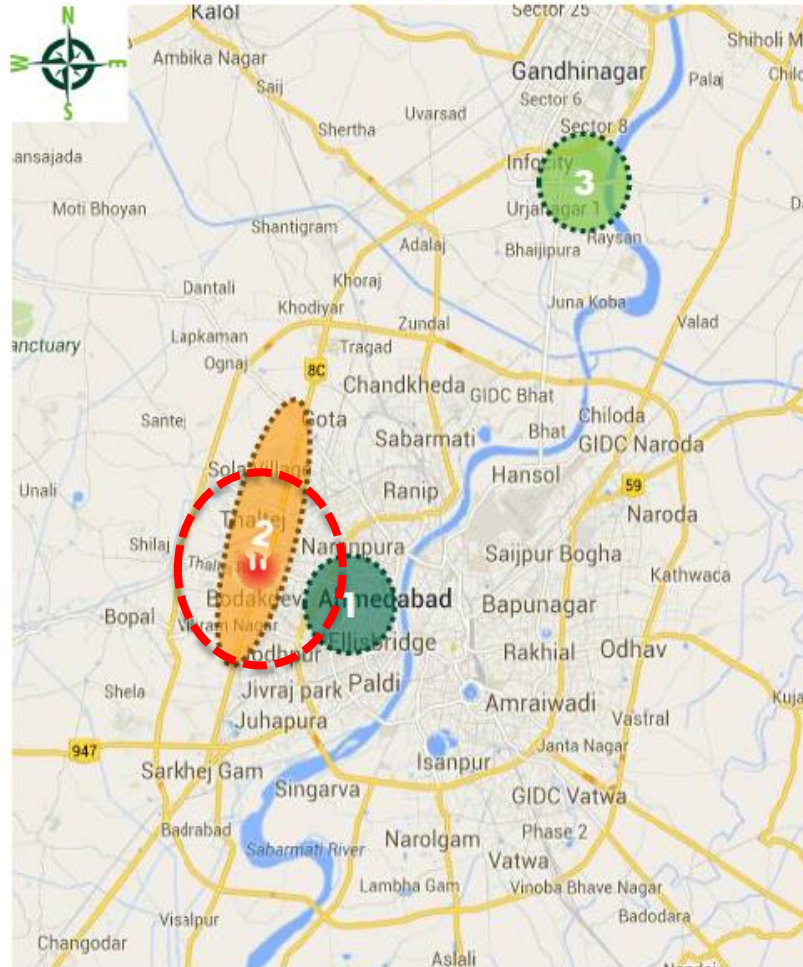 N
W E
S
Kalol
Sector 25
Shiholi M
Ambika Nagar
Gandhinagar
Palaj
Saij
Sector 6
Uvarsad
Shertha
Sector 8
ansajada
Infocity
3
Moti Bhoyan
Urjanagar 1
Shantigram
Adalaj
Bhaijipura
Raysan
Dantali
Khoraj
Juna Koba
Khodiyar
Zundal
Valad
Lapkaman
Tragad
anctuary
Ognaj
8C
Chandkheda
GIDC Bhat
Santej
Gota
Chiloda
Sabarmati
Bhat
GIDC Naroda
Sola Village
Hansol
Unali
Ranip
59
Thaltej
2
Naroda
Shilaj
Naranpura
Saijpur Bogha
Kathwaca
Bodakdev
Ahmedabad
1
Bapunagar
Bopal
Vikram Nagar
Ellisbridge
Jodhpur
Rakhial
Odhav
Shela
Jivraj park
Paldi
Amraiwadi
Kuja
Juhapura
Vastral
947
Janta Nagar
Sarkhej Gam
Isanpur
Singarva
GIDC Vatwa
Badrabad
Narolgam
Phase 2
Sabarmati River
Vatwa
Lambha Gam
Vinoba Bhave Nagar
Visalpur
Badodara
Changodar
Aslali